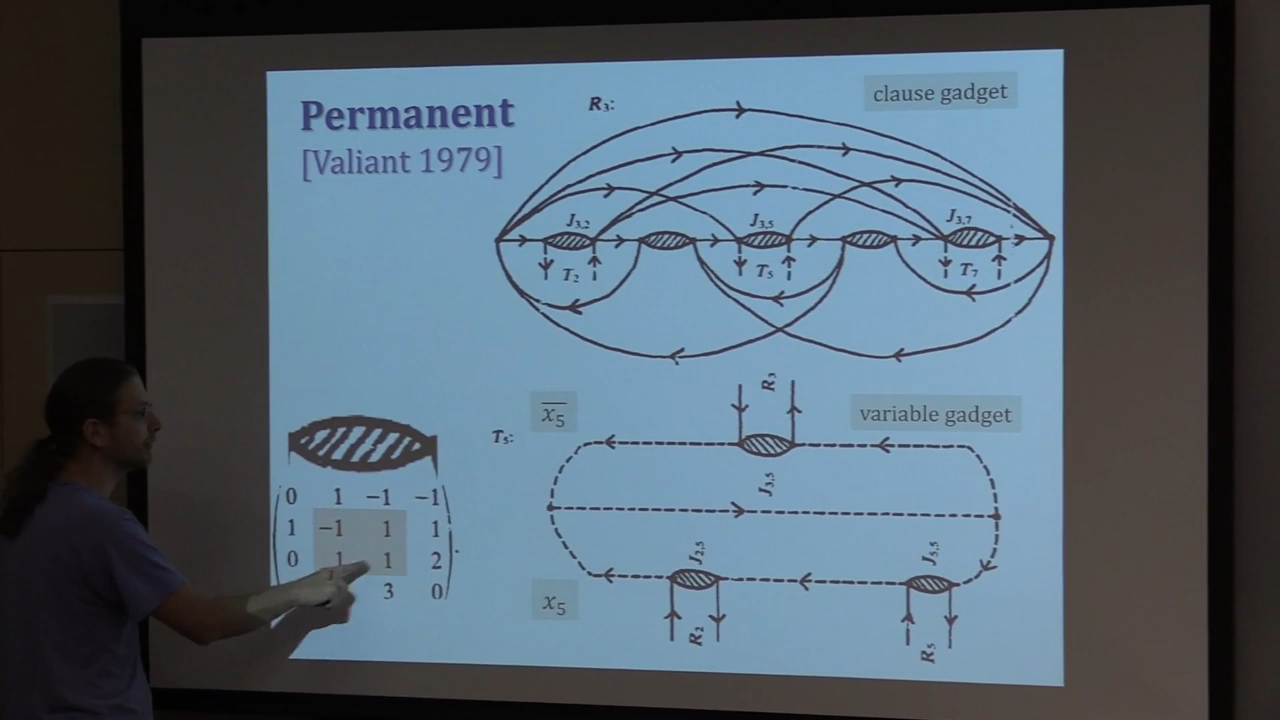 Permanent
[Valiant 1979]
R₃:
clause gadget
J₃,₂
J₃,₅
J₃,₇
T₂
T₅
T₇
R₃
x̅₅
variable gadget
T₅:
J₃,₅
0 1 −1 −1
1 −1 1 1
0 1 1 2
3 0
.
J₂,₅
J₅,₅
x₅
R₂
R₅